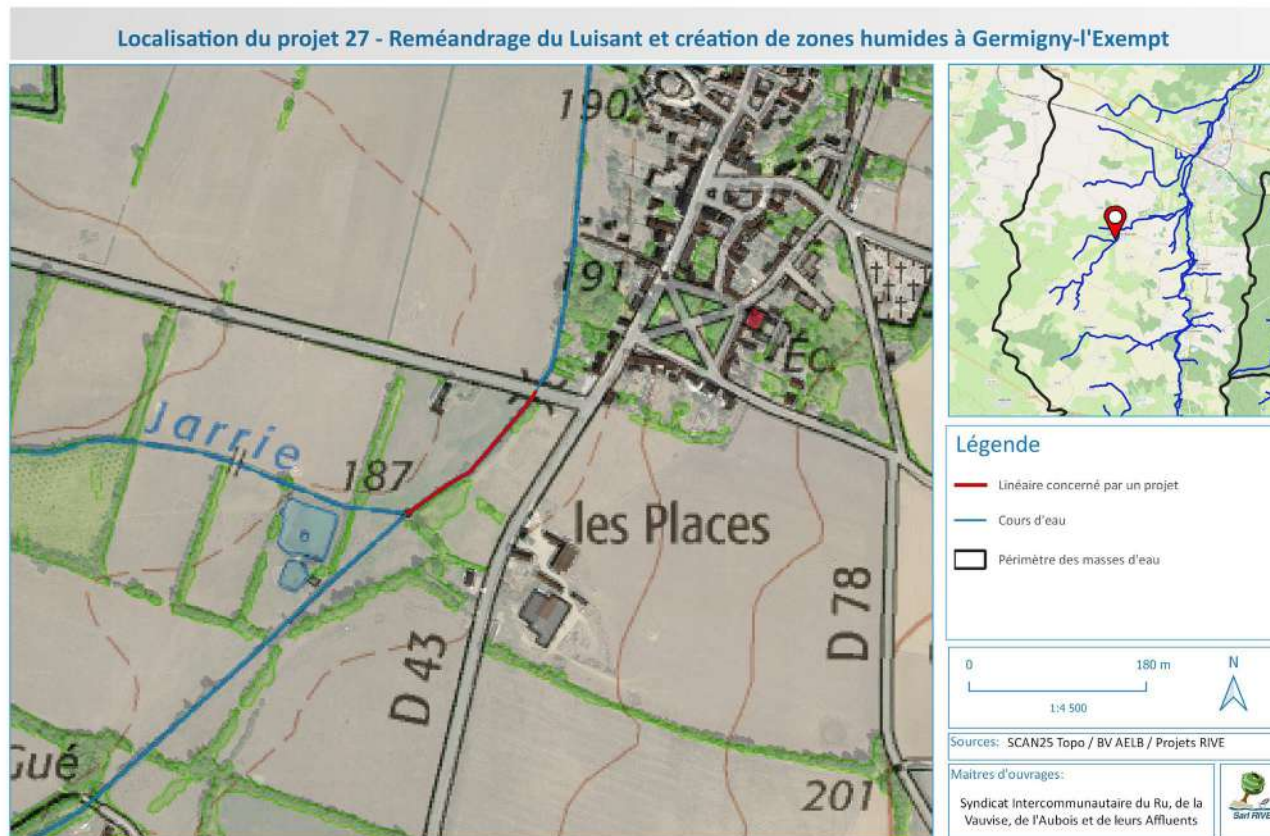 Localisation du projet 27 - Reméandrage du Luisant et création de zones humides à Germigny-l'Exempt
190
191
Éc.
Jarrie
187
les Places
D 43
D 78
Gué
201
Légende
Linéaire concerné par un projet
Cours d'eau
Périmètre des masses d'eau
0 180 m
N
1:4 500
Sources: SCAN25 Topo / BV AELB / Projets RIVE
Maitres d'ouvrages:
Syndicat Intercommunautaire du Ru, de la
Vauvise, de l'Aubois et de leurs Affluents
Sarl RIVE